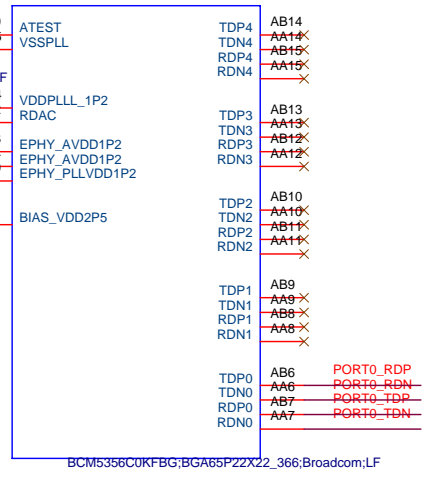 ATEST TDP4 AB14
VSSPLL TDN4 AA14
RDP4 AB15
RDN4 AA15
F
VDDPLLL_1P2
RDAC TDP3 AB13
TDN3 AA13
EPHY_AVDD1P2 RDP3 AB12
EPHY_AVDD1P2 RDN3 AA12
EPHY_PLLVDD1P2
TDP2 AB10
BIAS_VDD2P5 TDN2 AA10
RDP2 AB11
RDN2 AA11
TDP1 AB9
TDN1 AA9
RDP1 AB8
RDN1 AA8
TDP0 AB6 PORT0_RDP
TDN0 AA6 PORT0_RDN
RDP0 AB7 PORT0_TDP
RDN0 AA7 PORT0_TDN
BCM5356C0KFBG;BGA65P22X22_366;Broadcom;LF